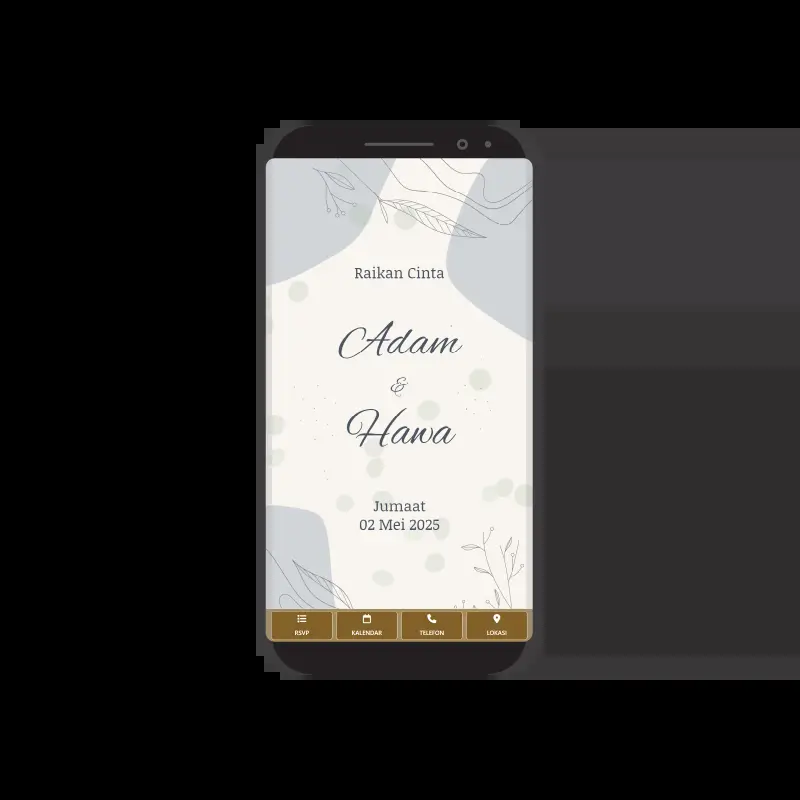 Raikan Cinta
Adam
&
Hawa
Jumaat
02 Mei 2025
RSVP KALENDAR TELEFON LOKASI